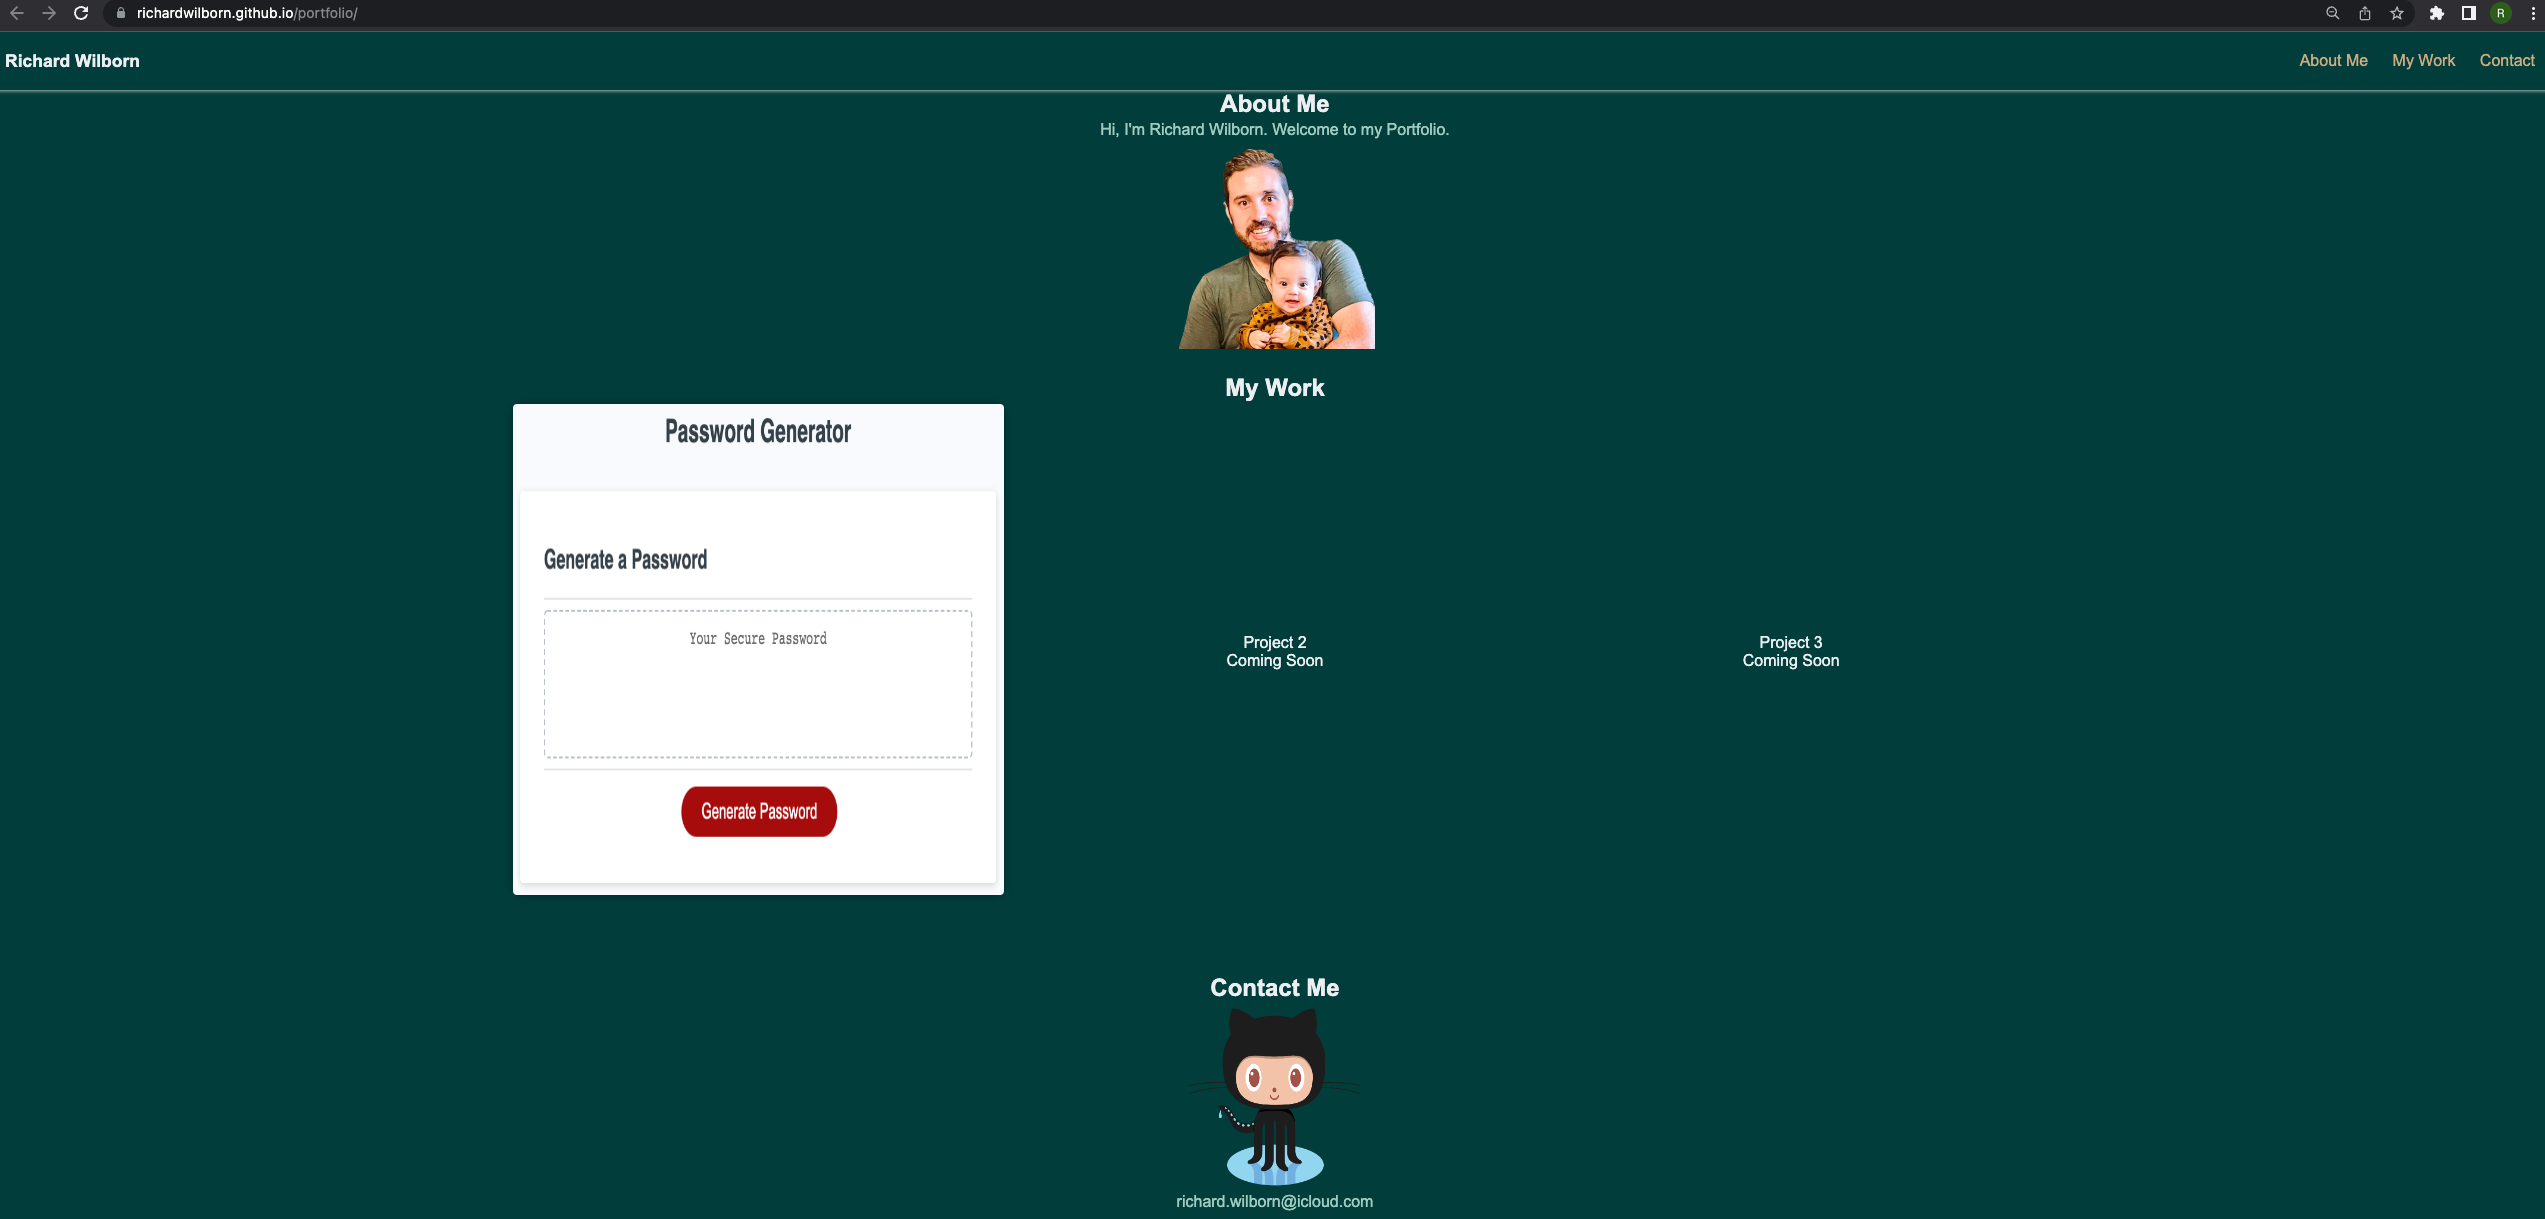 richardwilborn.github.io/portfolio/
R
Richard Wilborn
About Me
My Work
Contact
About Me
Hi, I'm Richard Wilborn. Welcome to my Portfolio.
My Work
Password Generator
Generate a Password
Your Secure Password
Generate Password
Project 2
Coming Soon
Project 3
Coming Soon
Contact Me
richard.wilborn@icloud.com